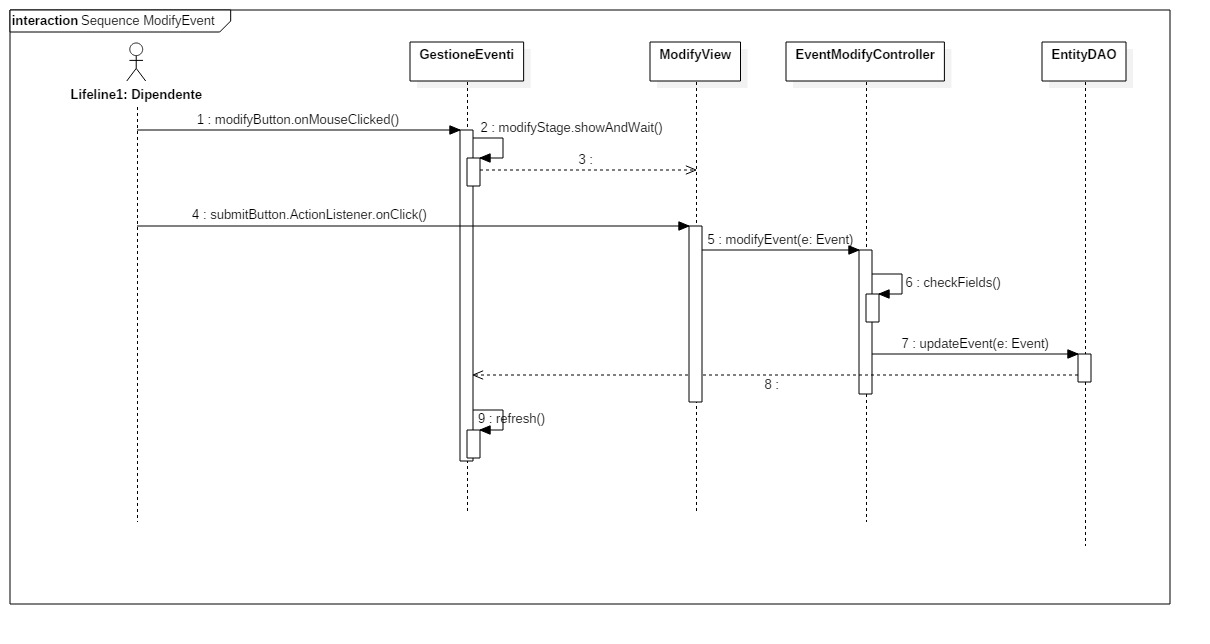 interaction Sequence ModifyEvent
GestioneEventi
ModifyView
EventModifyController
EntityDAO
Lifeline1: Dipendente
1 : modifyButton.onMouseClicked()
2 : modifyStage.showAndWait()
3 :
4 : submitButton.ActionListener.onClick()
5 : modifyEvent(e: Event)
6 : checkFields()
7 : updateEvent(e: Event)
8 :
9 : refresh()